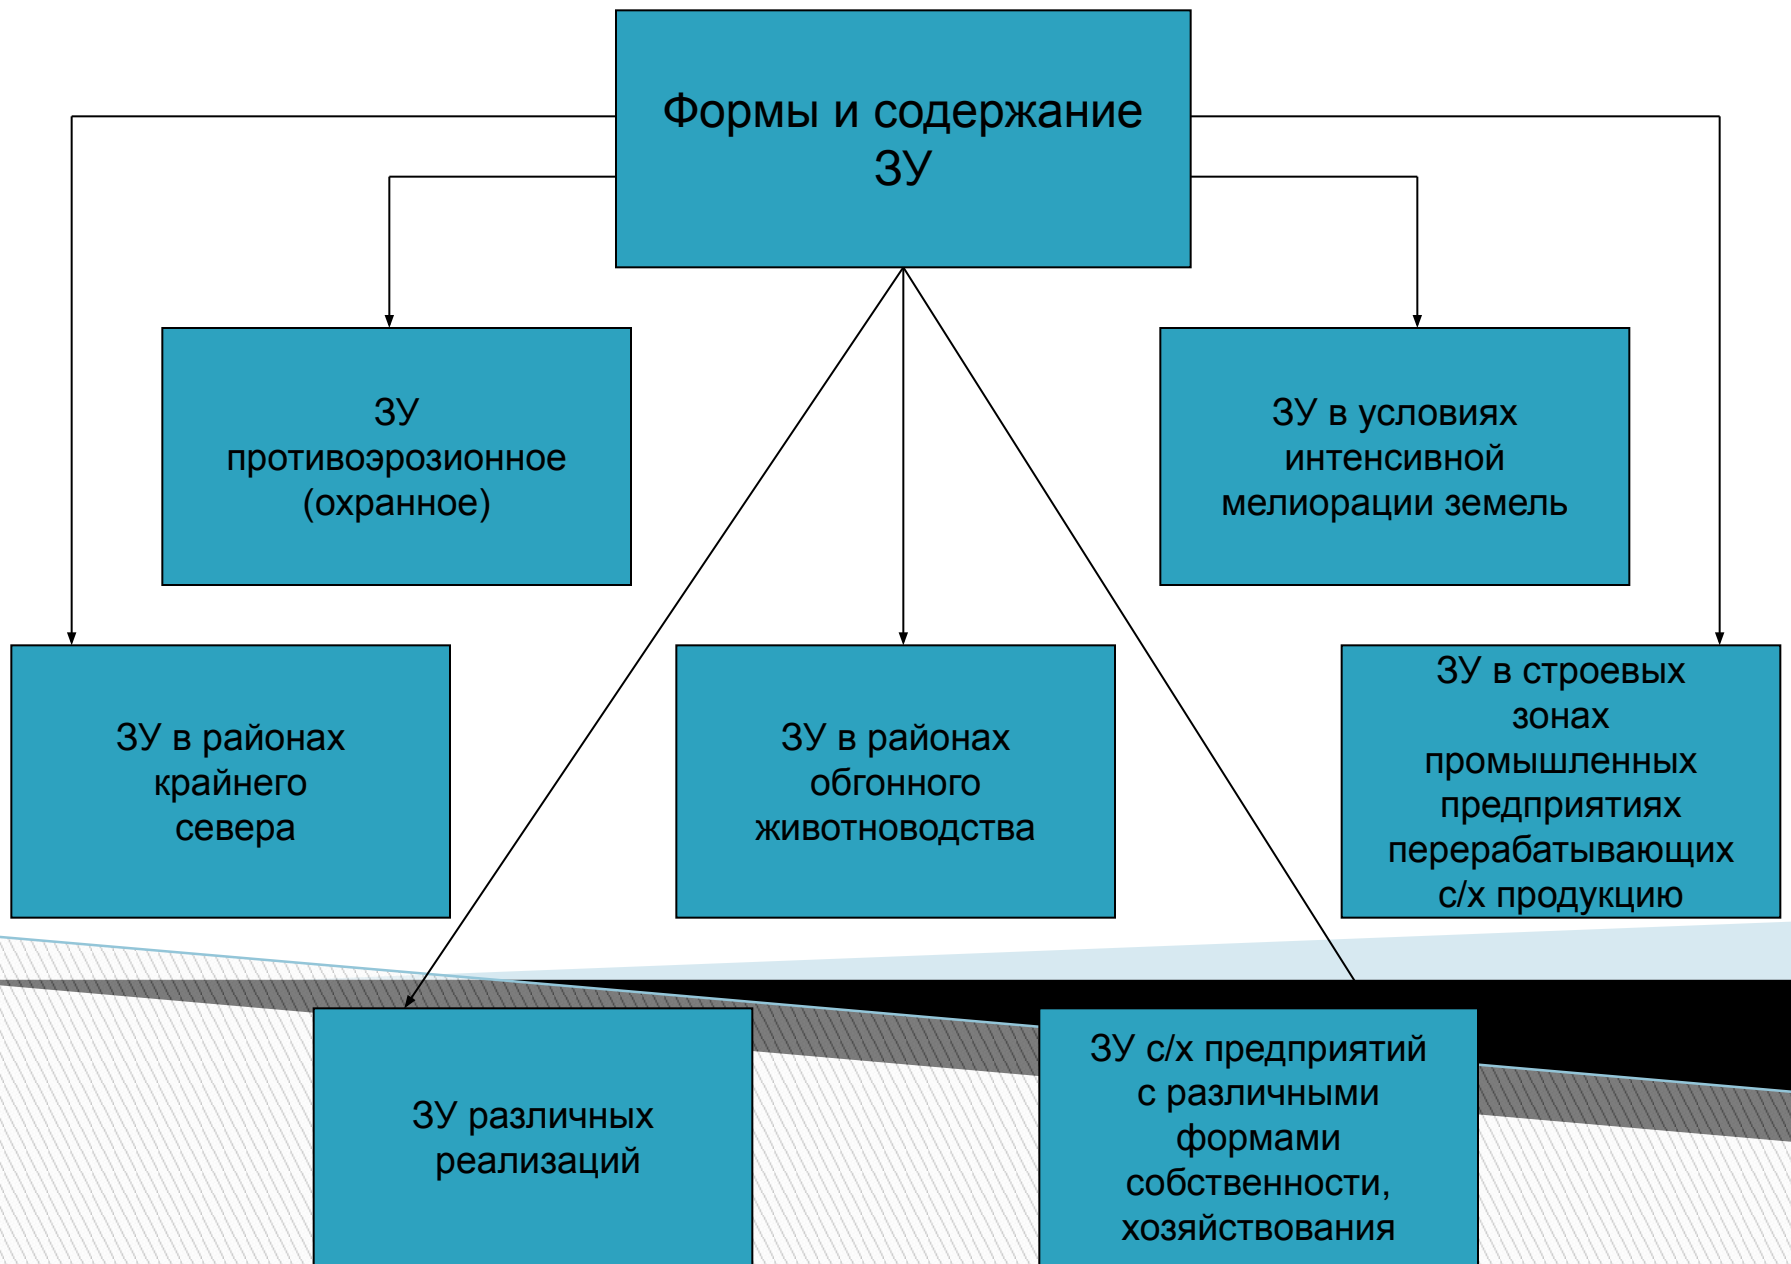 Формы и содержание
ЗУ
ЗУ
противоэрозионное
(охранное)
ЗУ в условиях
интенсивной
мелиорации земель
ЗУ в районах
крайнего
севера
ЗУ в районах
обгонного
животноводства
ЗУ в строевых
зонах
промышленных
предприятиях
перерабатывающих
с/х продукцию
ЗУ различных
реализаций
ЗУ с/х предприятий
с различными
формами
собственности,
хозяйствования